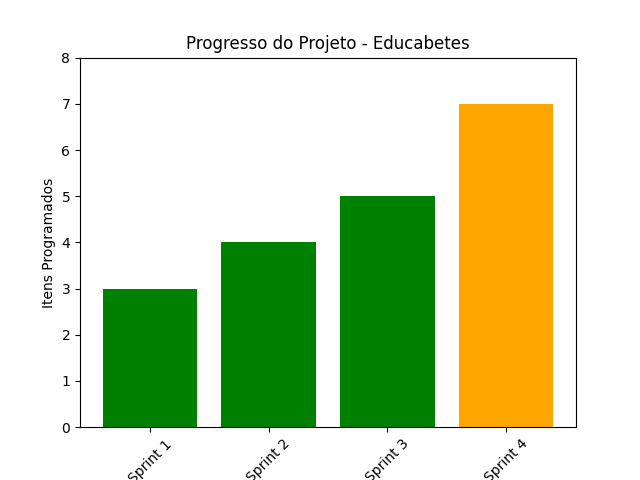 Progresso do Projeto - Educabetes
8
7
6
5
4
3
2
1
0
Itens Programados
Sprint 1
Sprint 2
Sprint 3
Sprint 4